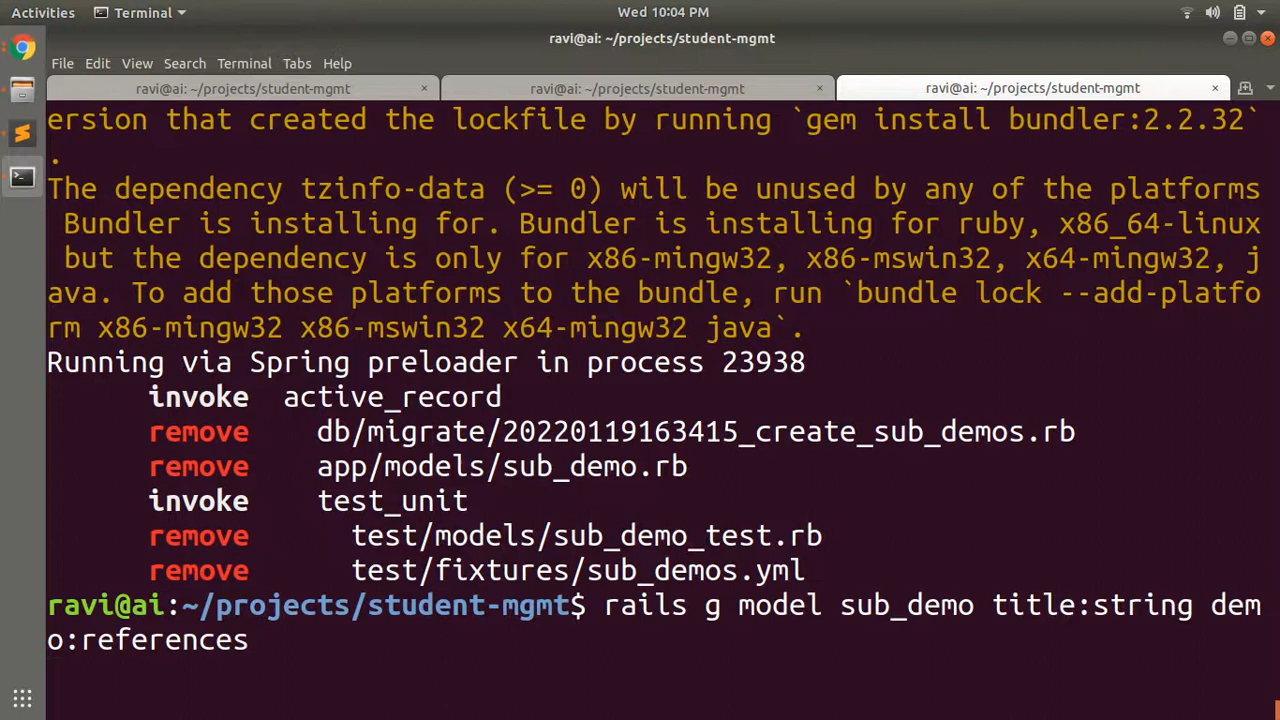 Activities Terminal Wed 10:04 PM
ravi@ai: ~/projects/student-mgmt
File Edit View Search Terminal Tabs Help
ravi@ai: ~/projects/student-mgmt × ravi@ai: ~/projects/student-mgmt × ravi@ai: ~/projects/student-mgmt ×
ersion that created the lockfile by running `gem install bundler:2.2.32`
.
The dependency tzinfo-data (>= 0) will be unused by any of the platforms
 Bundler is installing for. Bundler is installing for ruby, x86_64-linux
 but the dependency is only for x86-mingw32, x86-mswin32, x64-mingw32, j
ava. To add those platforms to the bundle, run `bundle lock --add-platfo
rm x86-mingw32 x86-mswin32 x64-mingw32 java`.
Running via Spring preloader in process 23938
      invoke  active_record
      remove    db/migrate/20220119163415_create_sub_demos.rb
      remove    app/models/sub_demo.rb
      invoke    test_unit
      remove      test/models/sub_demo_test.rb
      remove      test/fixtures/sub_demos.yml
ravi@ai:~/projects/student-mgmt$ rails g model sub_demo title:string dem
o:references